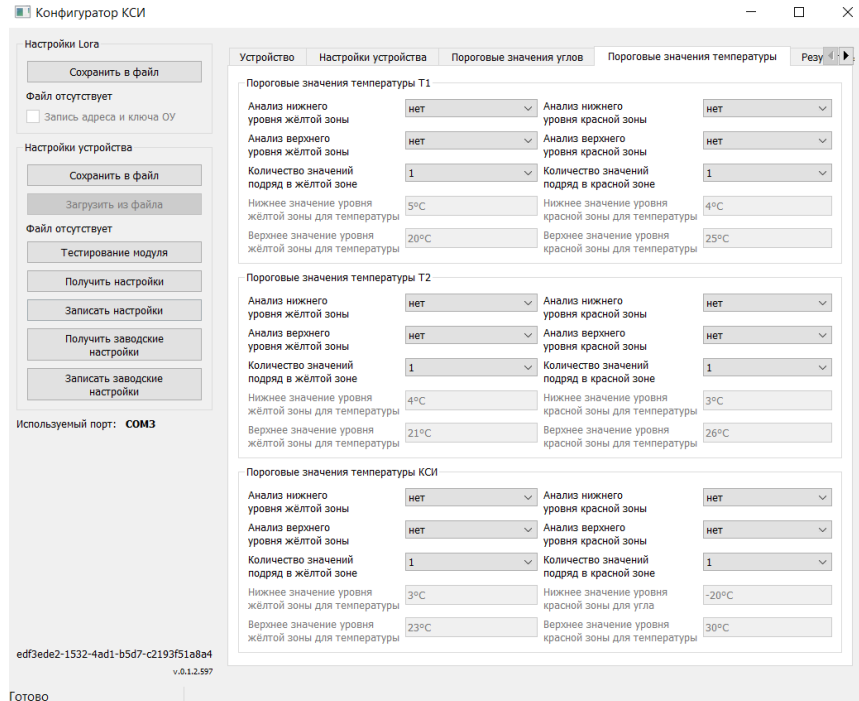 Конфигуратор КСИ
Настройки Lora
Сохранить в файл
Файл отсутствует
Запись адреса и ключа ОУ
Настройки устройства
Сохранить в файл
Загрузить из файла
Файл отсутствует
Тестирование модуля
Получить настройки
Записать настройки
Получить заводские
настройки
Записать заводские
настройки
Используемый порт: COM3
edf3ede2-1532-4ad1-b5d7-c2193f51a8a4
v.0.1.2.597
Готово
Устройство Настройки устройства Пороговые значения углов Пороговые значения температуры Резу
Пороговые значения температуры Т1
Анализ нижнего
уровня жёлтой зоны
нет
Анализ нижнего
уровня красной зоны
нет
Анализ верхнего
уровня жёлтой зоны
нет
Анализ верхнего
уровня красной зоны
нет
Количество значений
подряд в жёлтой зоне
1
Количество значений
подряд в красной зоне
1
Нижнее значение уровня
жёлтой зоны для температуры
5°C
Нижнее значение уровня
красной зоны для температуры
4°C
Верхнее значение уровня
жёлтой зоны для температуры
20°C
Верхнее значение уровня
красной зоны для температуры
25°C
Пороговые значения температуры Т2
Анализ нижнего
уровня жёлтой зоны
нет
Анализ нижнего
уровня красной зоны
нет
Анализ верхнего
уровня жёлтой зоны
нет
Анализ верхнего
уровня красной зоны
нет
Количество значений
подряд в жёлтой зоне
1
Количество значений
подряд в красной зоне
1
Нижнее значение уровня
жёлтой зоны для температуры
4°C
Нижнее значение уровня
красной зоны для температуры
3°C
Верхнее значение уровня
жёлтой зоны для температуры
21°C
Верхнее значение уровня
красной зоны для температуры
26°C
Пороговые значения температуры КСИ
Анализ нижнего
уровня жёлтой зоны
нет
Анализ нижнего
уровня красной зоны
нет
Анализ верхнего
уровня жёлтой зоны
нет
Анализ верхнего
уровня красной зоны
нет
Количество значений
подряд в жёлтой зоне
1
Количество значений
подряд в красной зоне
1
Нижнее значение уровня
жёлтой зоны для температуры
3°C
Нижнее значение уровня
красной зоны для угла
-20°C
Верхнее значение уровня
жёлтой зоны для температуры
23°C
Верхнее значение уровня
красной зоны для температуры
30°C